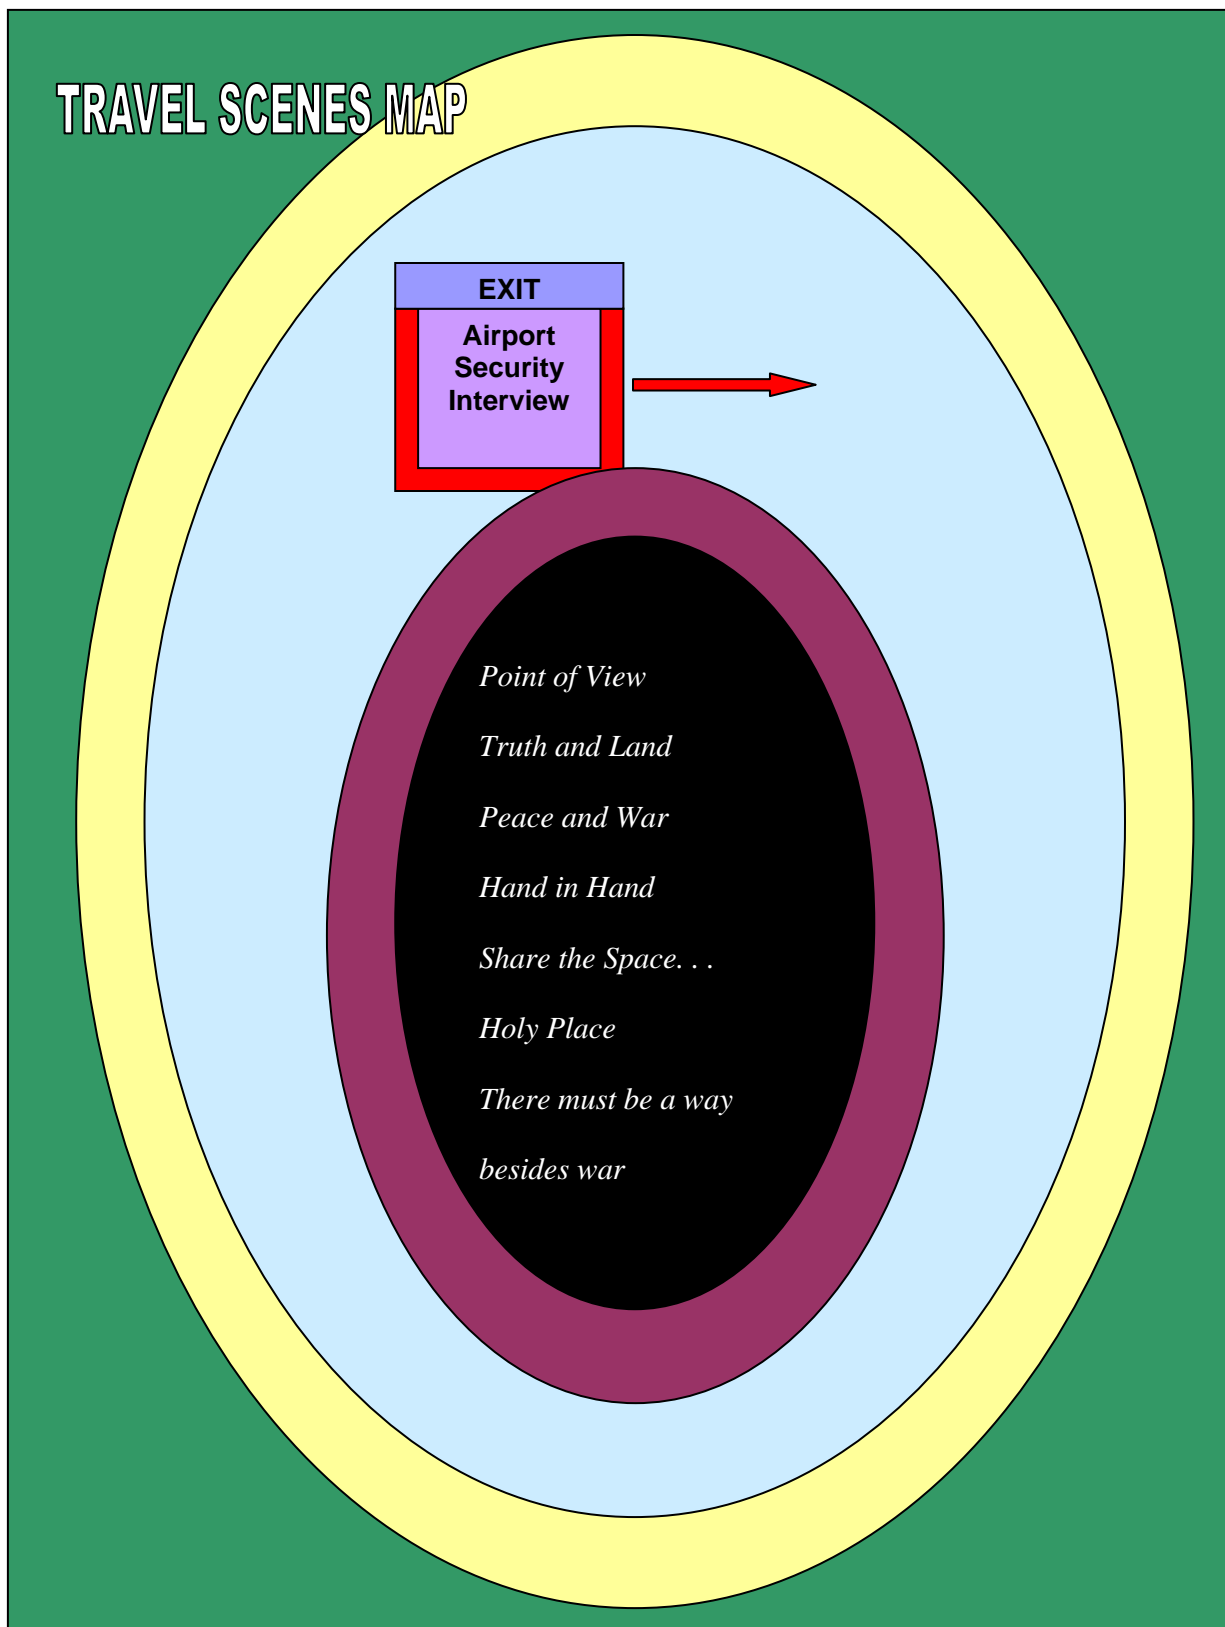 TRAVEL SCENES MAP
EXIT
Airport
Security
Interview
Point of View
Truth and Land
Peace and War
Hand in Hand
Share the Space. . .
Holy Place
There must be a way
besides war